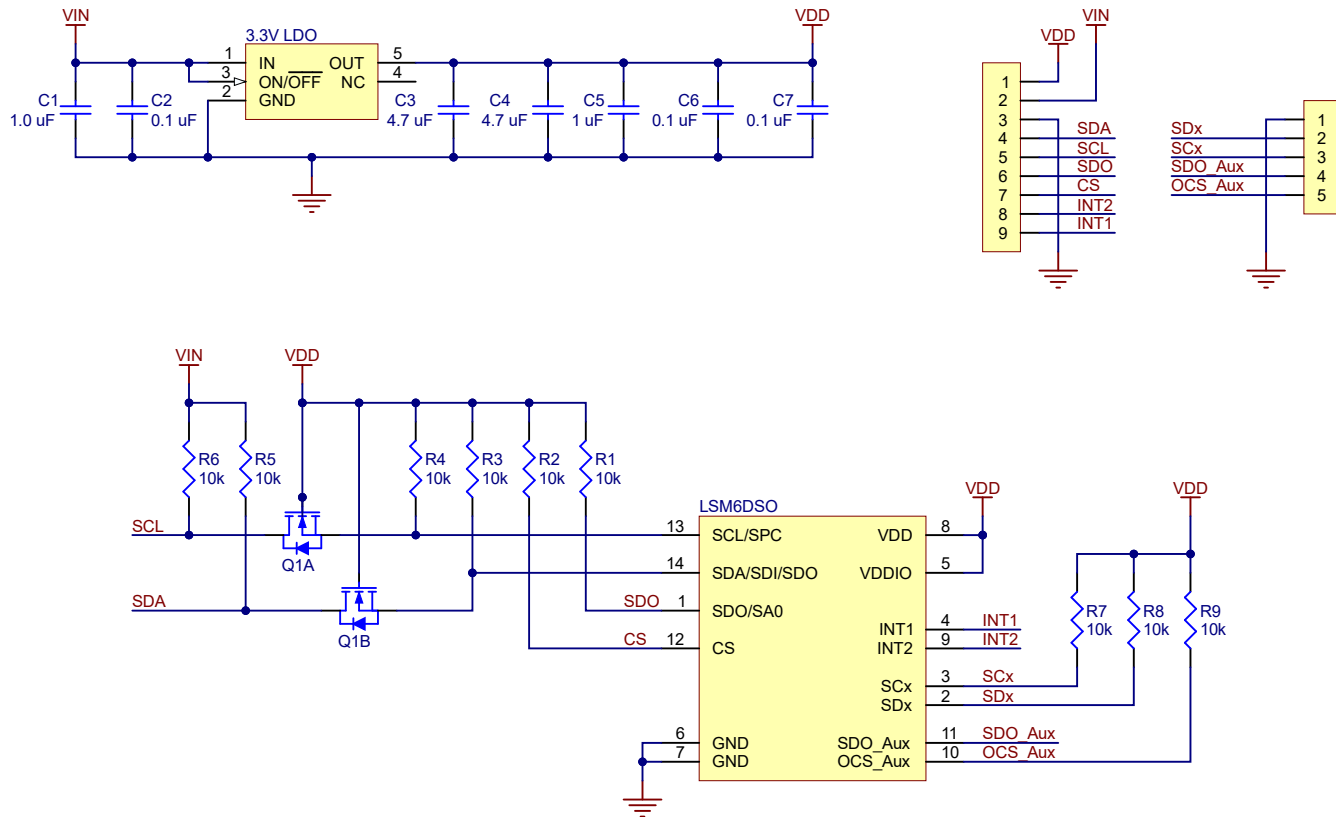 VIN
VDD
3.3V LDO
1 IN OUT 5
3 ON/OFF NC 4
2 GND
C1
1.0 uF
C2
0.1 uF
C3
4.7 uF
C4
4.7 uF
C5
1 uF
C6
0.1 uF
C7
0.1 uF
VDD
VIN
1
2
3
4 SDA
5 SCL
6 SDO
7 CS
8 INT2
9 INT1
1
SDx 2
SCx 3
SDO_Aux 4
OCS_Aux 5
VIN
VDD
R6
10k
R5
10k
R4
10k
R3
10k
R2
10k
R1
10k
SCL
Q1A
SDA
Q1B
LSM6DSO
13 SCL/SPC
14 SDA/SDI/SDO
SDO 1 SDO/SA0
CS 12 CS
6 GND
7 GND
VDD 8
VDDIO 5
INT1 4 INT1
INT2 9 INT2
SCx 3 SCx
SDx 2 SDx
SDO_Aux 11 SDO_Aux
OCS_Aux 10 OCS_Aux
VDD
VDD
R7
10k
R8
10k
R9
10k